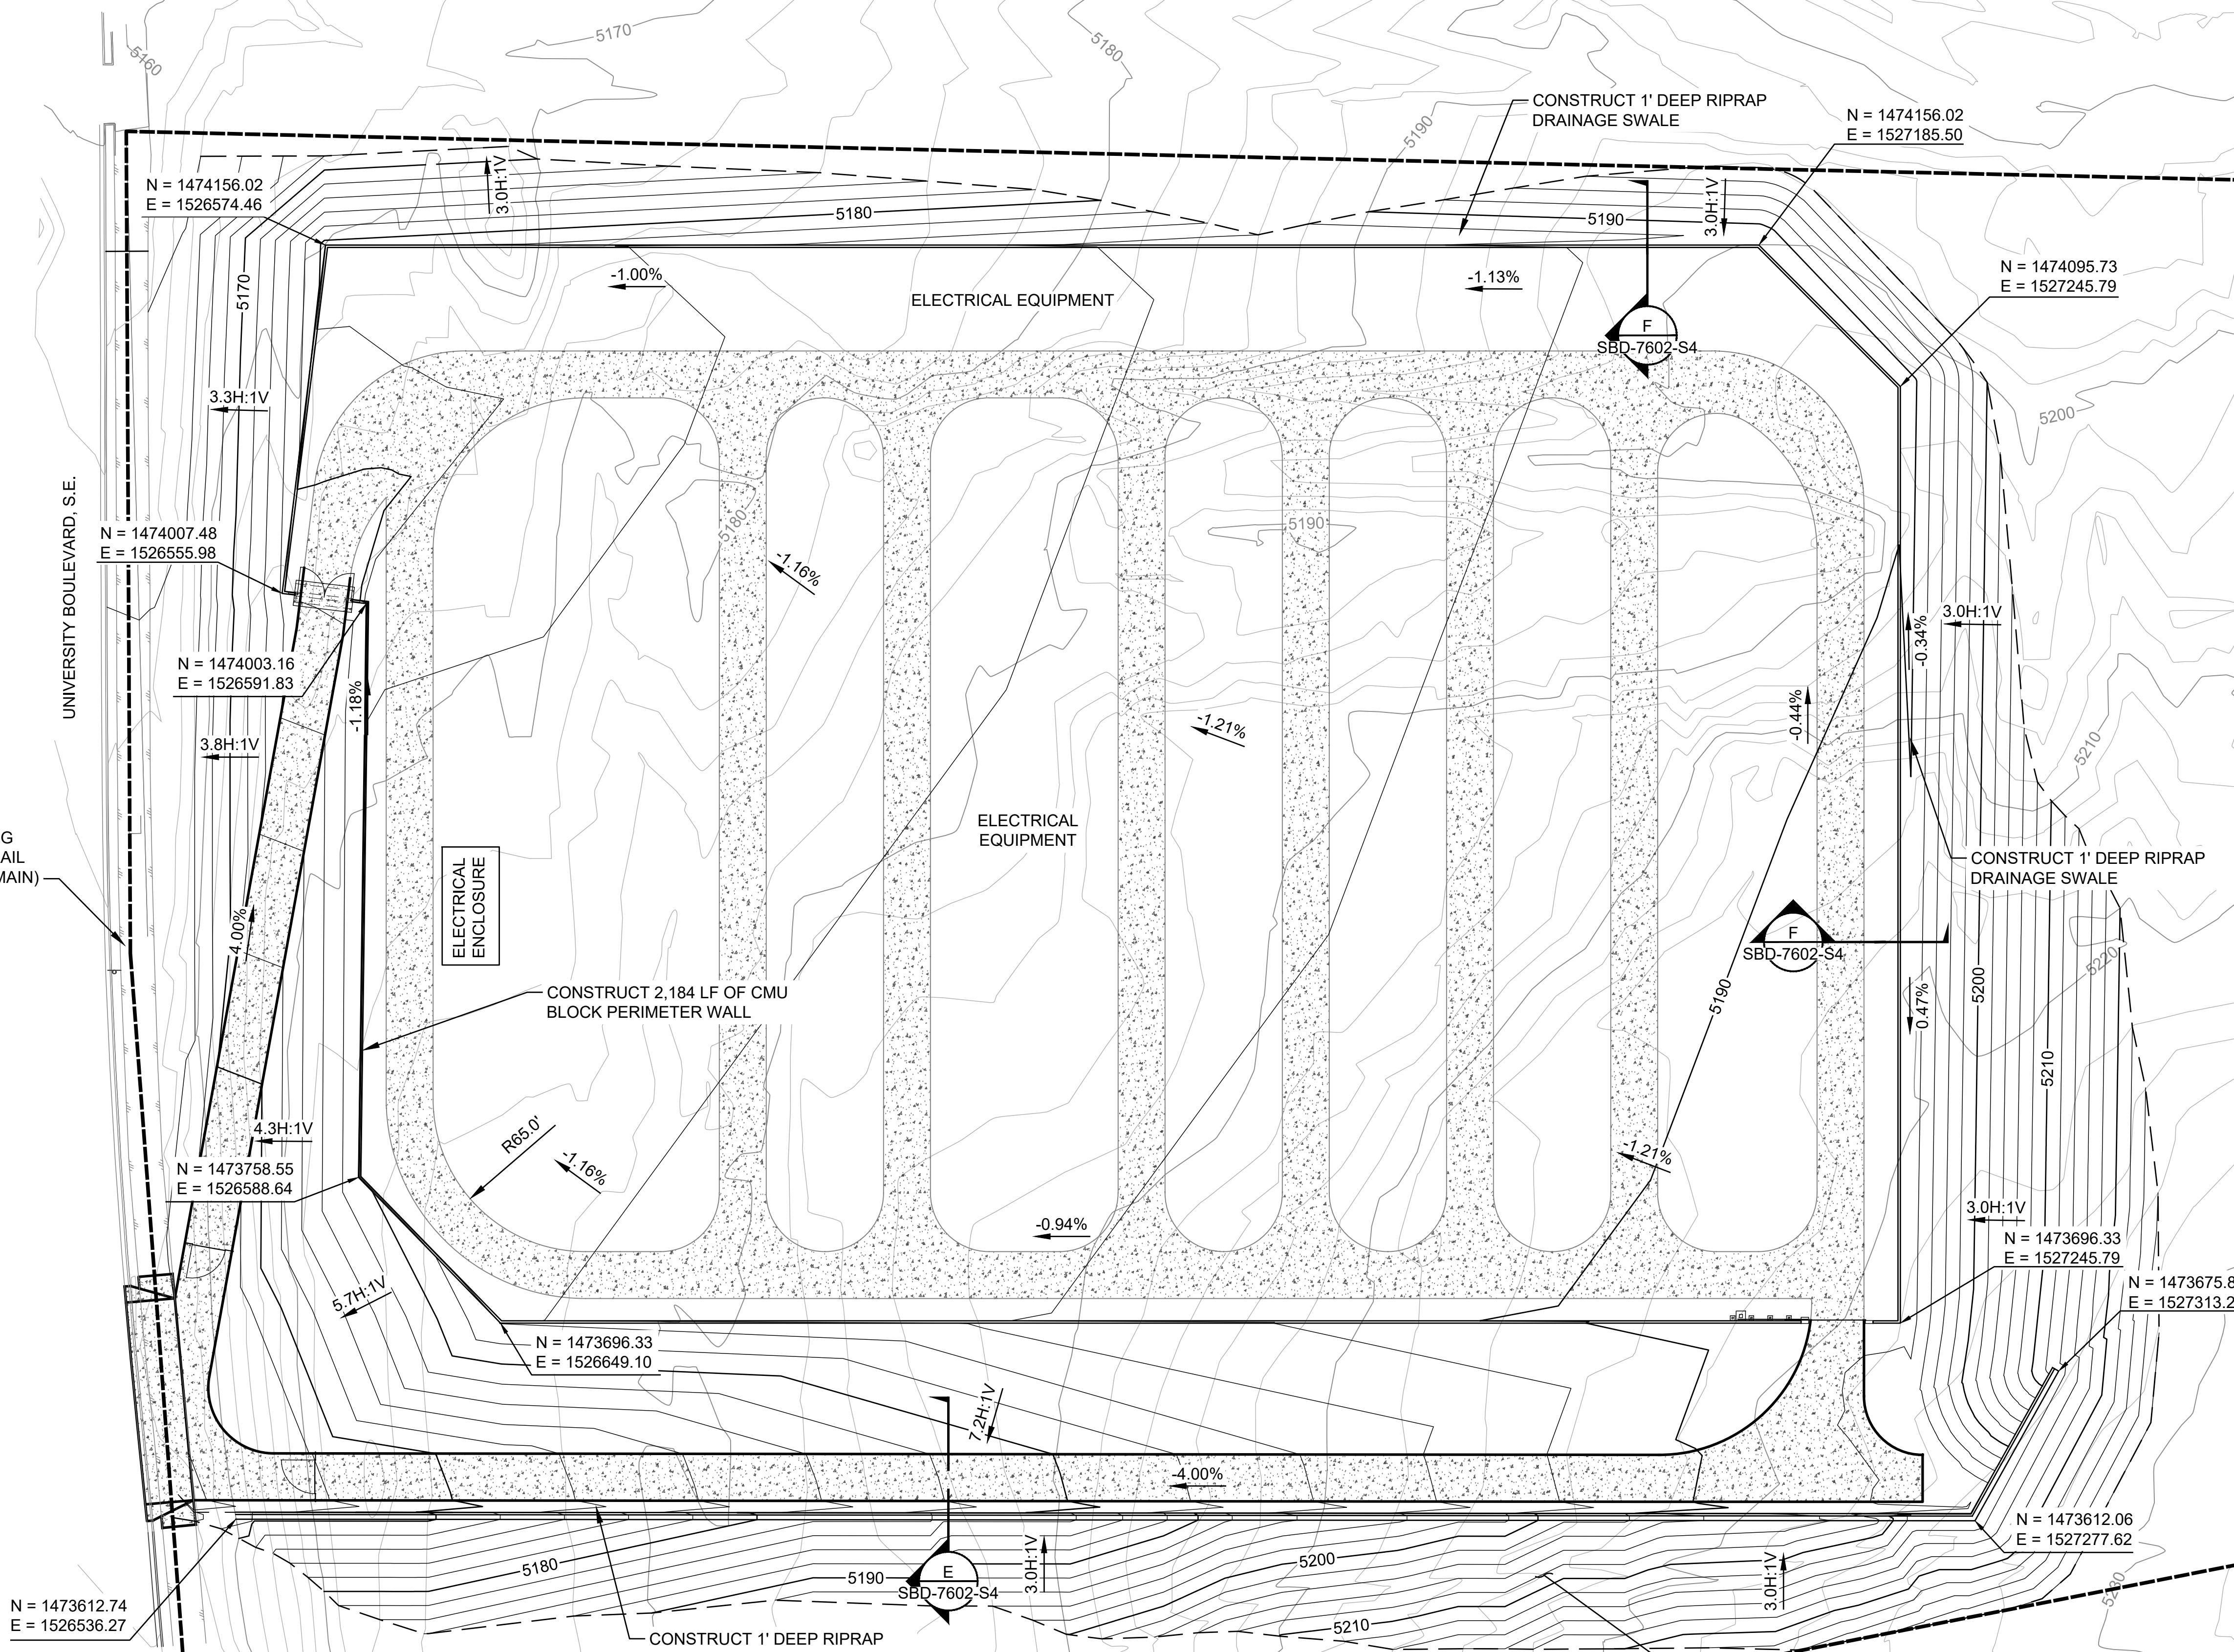 5160
5170
5180
5190
CONSTRUCT 1' DEEP RIPRAP
DRAINAGE SWALE
N = 1474156.02
E = 1527185.50
N = 1474156.02
E = 1526574.46
3.0H:1V
5180
5190
3.0H:1V
5170
-1.00%
-1.13%
ELECTRICAL EQUIPMENT
N = 1474095.73
E = 1527245.79
F
SBD-7602-S4
3.3H:1V
5200
UNIVERSITY BOULEVARD, S.E.
N = 1474007.48
E = 1526555.98
5180
5190
-1.16%
3.0H:1V
-0.34%
N = 1474003.16
E = 1526591.83
-1.18%
-0.44%
-1.21%
3.8H:1V
5210
G
AIL
MAIN)
ELECTRICAL
EQUIPMENT
ELECTRICAL
ENCLOSURE
CONSTRUCT 1' DEEP RIPRAP
DRAINAGE SWALE
-4.00%
F
SBD-7602-S4
5220
CONSTRUCT 2,184 LF OF CMU
BLOCK PERIMETER WALL
5190
5200
0.47%
5210
4.3H:1V
R65.0'
-1.16%
-1.21%
N = 1473758.55
E = 1526588.64
-0.94%
3.0H:1V
N = 1473696.33
E = 1527245.79
N = 1473675.8
E = 1527313.2
5.7H:1V
N = 1473696.33
E = 1526649.10
7.2H:1V
-4.00%
N = 1473612.06
E = 1527277.62
5180
5190
E
SBD-7602-S4
3.0H:1V
5200
3.0H:1V
5210
5230
N = 1473612.74
E = 1526536.27
CONSTRUCT 1' DEEP RIPRAP